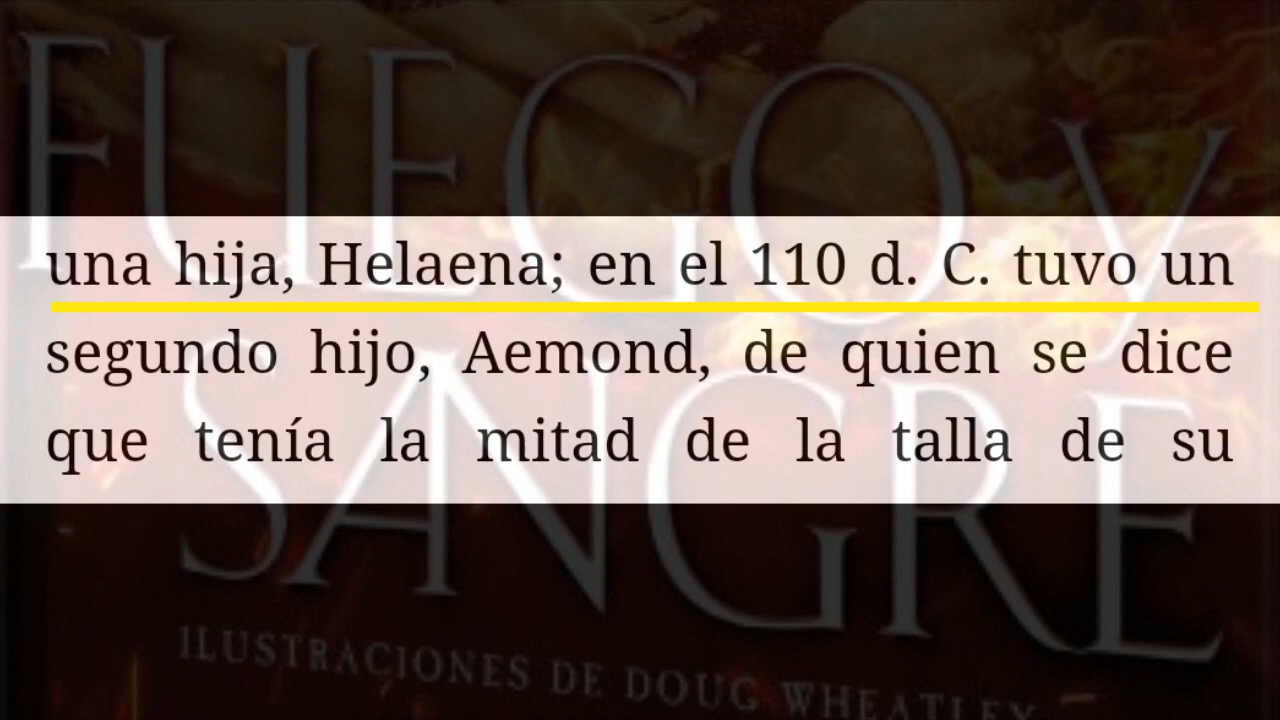 FUEGO Y
una hija, Helaena; en el 110 d. C. tuvo un
segundo hijo, Aemond, de quien se dice
que tenía la mitad de la talla de su
SANGRE
ILUSTRACIONES DE DOUG WHEATLEY